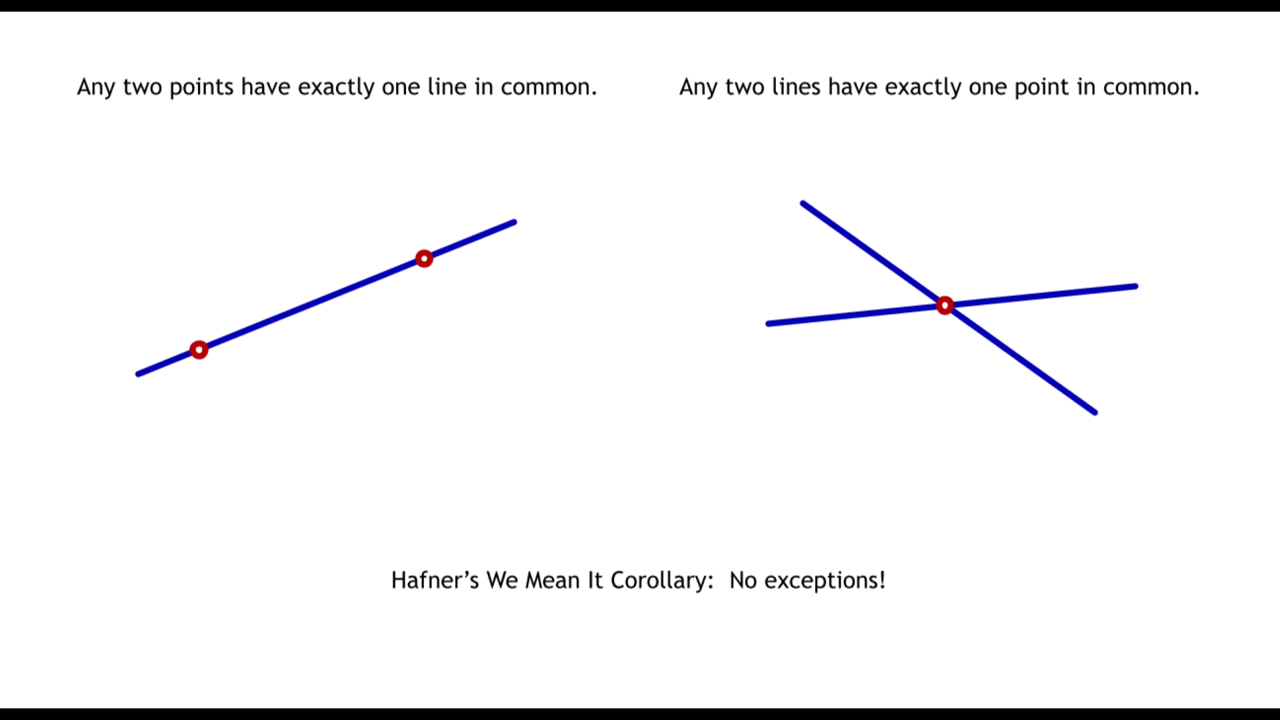 Any two points have exactly one line in common.
Any two lines have exactly one point in common.
Hafner’s We Mean It Corollary: No exceptions!